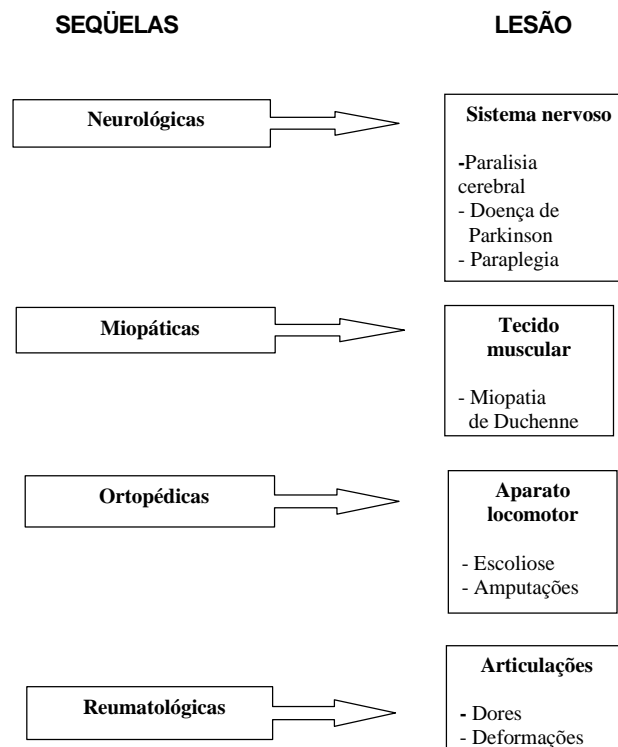 SEQÜELAS LESÃO
Neurológicas
Sistema nervoso
-Paralisia
cerebral
- Doença de
Parkinson
- Paraplegia
Miopáticas
Tecido
muscular
- Miopatia
de Duchenne
Ortopédicas
Aparato
locomotor
- Escoliose
- Amputações
Reumatológicas
Articulações
- Dores
- Deformações